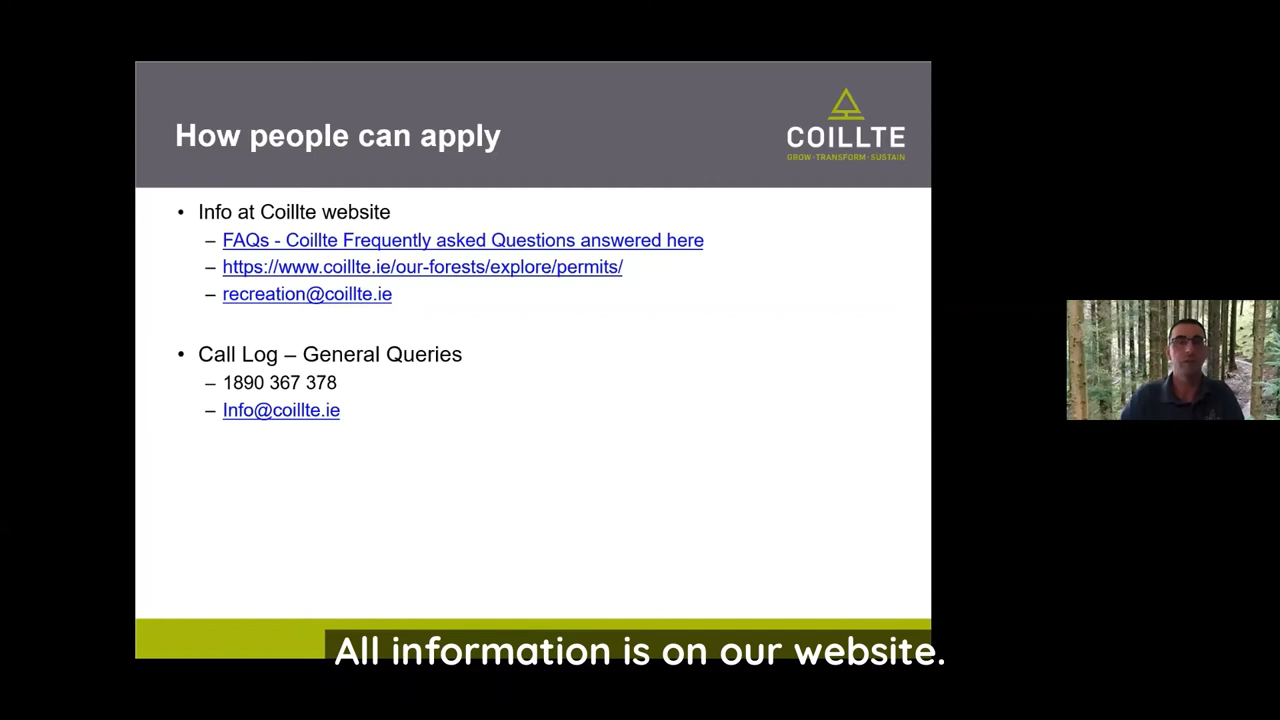 How people can apply
COILLTE
GROW·TRANSFORM·SUSTAIN
• Info at Coillte website
– FAQs - Coillte Frequently asked Questions answered here
– https://www.coillte.ie/our-forests/explore/permits/
– recreation@coillte.ie
• Call Log – General Queries
– 1890 367 378
– Info@coillte.ie
All information is on our website.